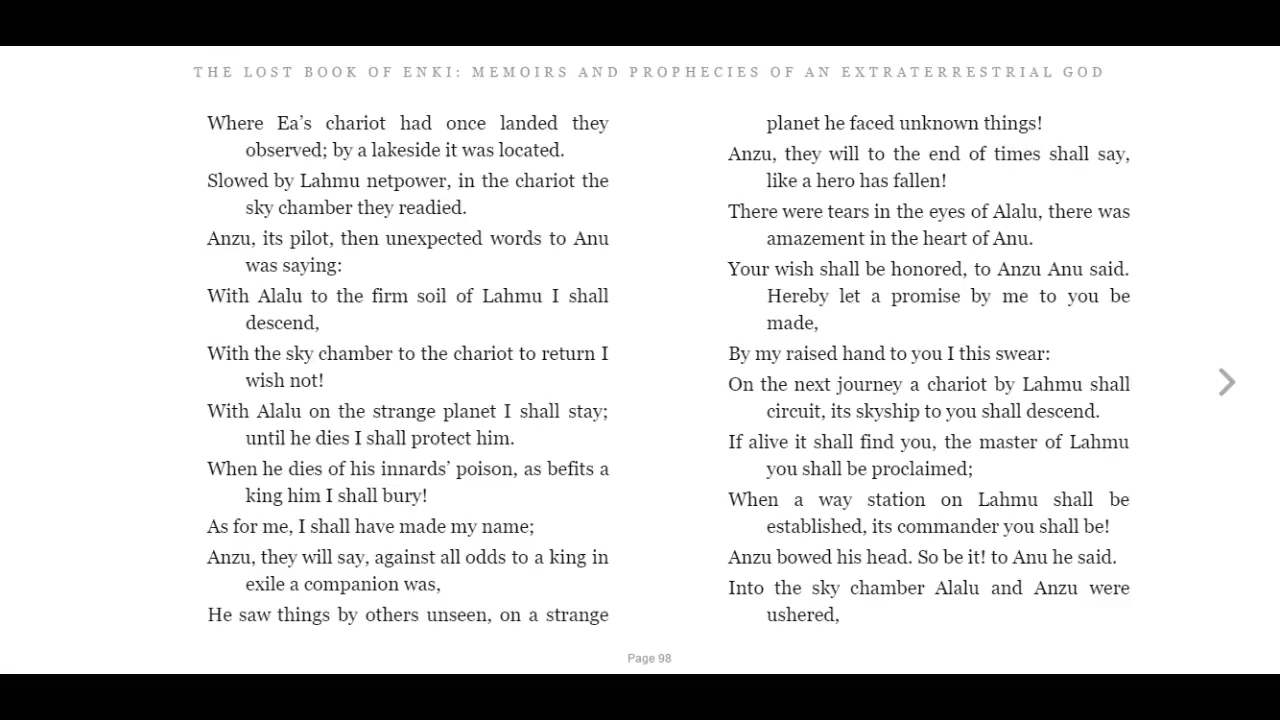 THE LOST BOOK OF ENKI: MEMOIRS AND PROPHECIES OF AN EXTRATERRESTRIAL GOD
Where Ea’s chariot had once landed they
observed; by a lakeside it was located.
Slowed by Lahmu netpower, in the chariot the
sky chamber they readied.
Anzu, its pilot, then unexpected words to Anu
was saying:
With Alalu to the firm soil of Lahmu I shall
descend,
With the sky chamber to the chariot to return I
wish not!
With Alalu on the strange planet I shall stay;
until he dies I shall protect him.
When he dies of his innards’ poison, as befits a
king him I shall bury!
As for me, I shall have made my name;
Anzu, they will say, against all odds to a king in
exile a companion was,
He saw things by others unseen, on a strange
planet he faced unknown things!
Anzu, they will to the end of times shall say,
like a hero has fallen!
There were tears in the eyes of Alalu, there was
amazement in the heart of Anu.
Your wish shall be honored, to Anzu Anu said.
Hereby let a promise by me to you be
made,
By my raised hand to you I this swear:
On the next journey a chariot by Lahmu shall
circuit, its skyship to you shall descend.
If alive it shall find you, the master of Lahmu
you shall be proclaimed;
When a way station on Lahmu shall be
established, its commander you shall be!
Anzu bowed his head. So be it! to Anu he said.
Into the sky chamber Alalu and Anzu were
ushered,
Page 98